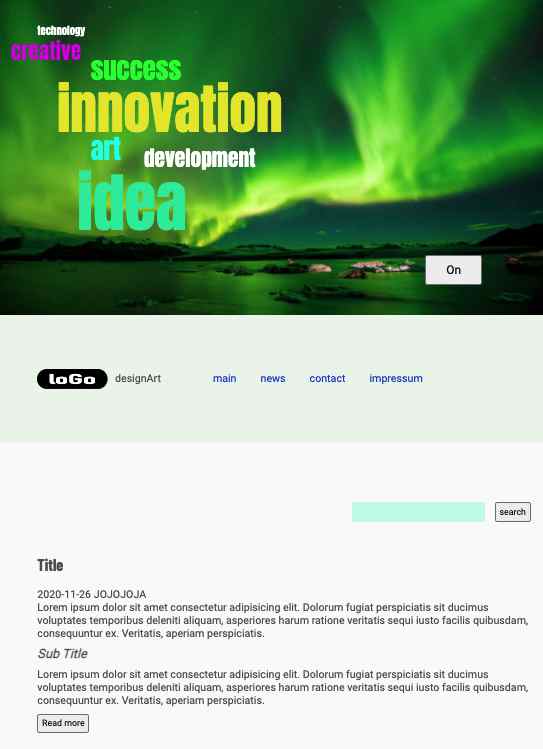 technology
creative
success
innovation
art
development
idea
On
loGo designArt main news contact impressum
search
Title
2020-11-26 JOJOJOJA
Lorem ipsum dolor sit amet consectetur adipisicing elit. Dolorum fugiat perspiciatis sit ducimus
voluptates temporibus deleniti aliquam, asperiores harum ratione veritatis sequi iusto facilis quibusdam,
consequuntur ex. Veritatis, aperiam perspiciatis.
Sub Title
Lorem ipsum dolor sit amet consectetur adipisicing elit. Dolorum fugiat perspiciatis sit ducimus
voluptates temporibus deleniti aliquam, asperiores harum ratione veritatis sequi iusto facilis quibusdam,
consequuntur ex. Veritatis, aperiam perspiciatis.
Read more